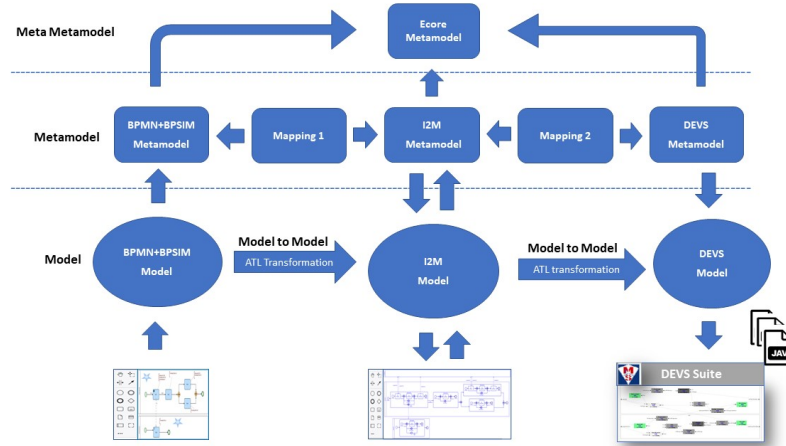 Meta Metamodel
Ecore
Metamodel
Metamodel
BPMN+BPSIM
Metamodel
Mapping 1
I2M
Metamodel
Mapping 2
DEVS
Metamodel
Model
BPMN+BPSIM
Model
Model to Model
ATL Transformation
I2M
Model
Model to Model
ATL transformation
DEVS
Model
JAV
DEVS Suite